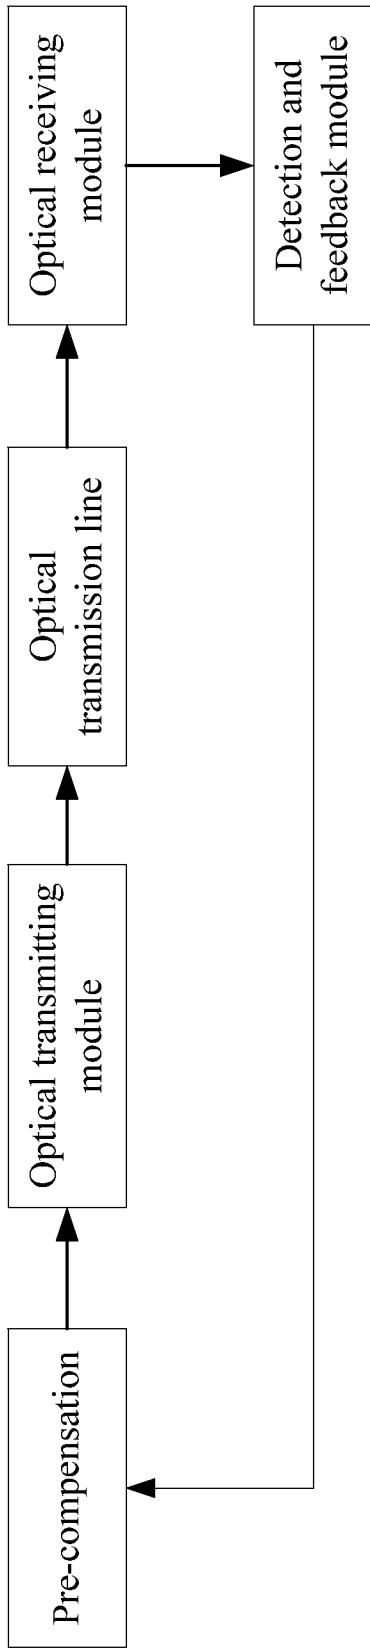 Pre-compensation
Optical transmitting
module
Optical
transmission line
Optical receiving
module
Detection and
feedback module